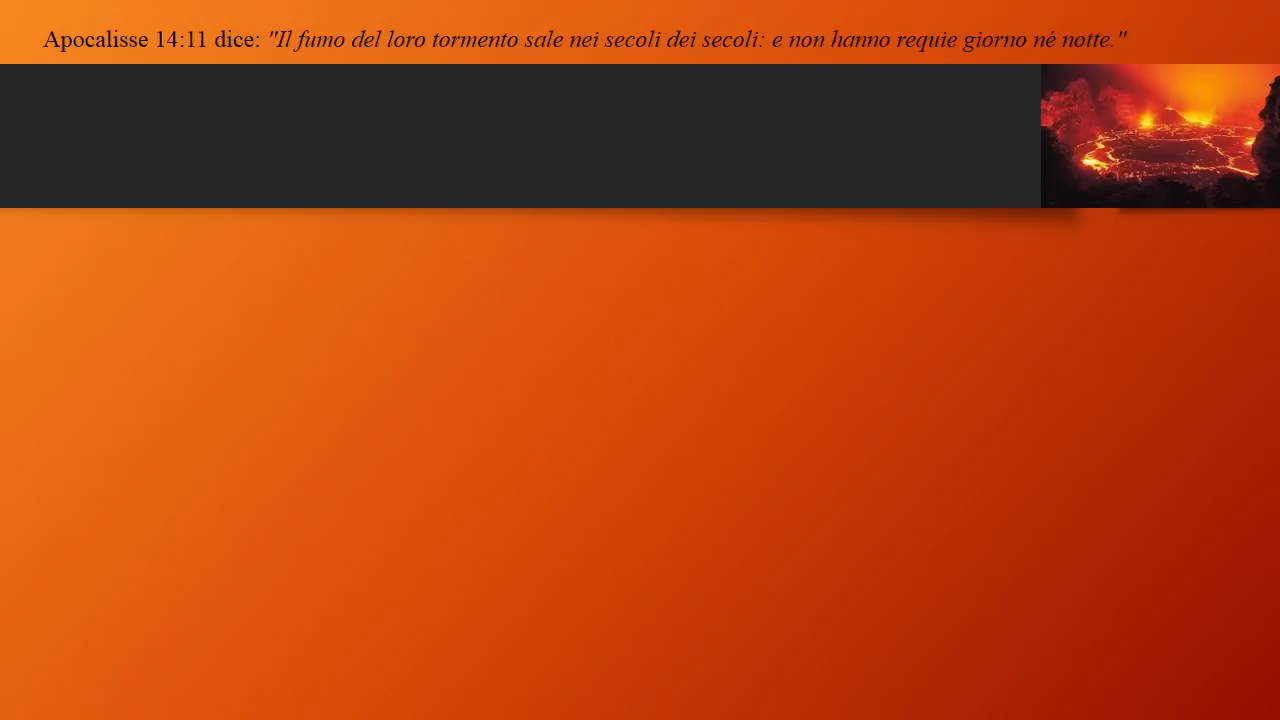 Apocalisse 14:11 dice: "Il fumo del loro tormento sale nei secoli dei secoli: e non hanno requie giorno né notte."